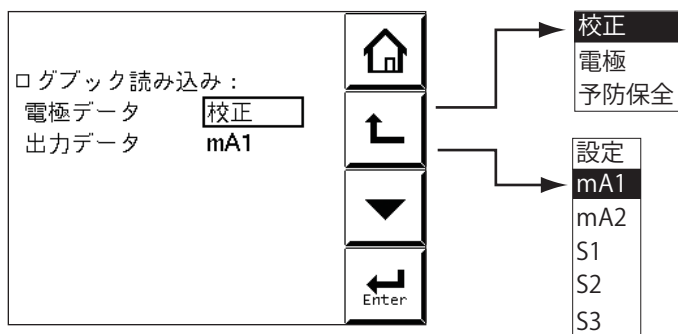 ログブック読み込み：
電極データ 校正
出力データ mA1
Enter
校正
電極
予防保全
設定
mA1
mA2
S1
S2
S3